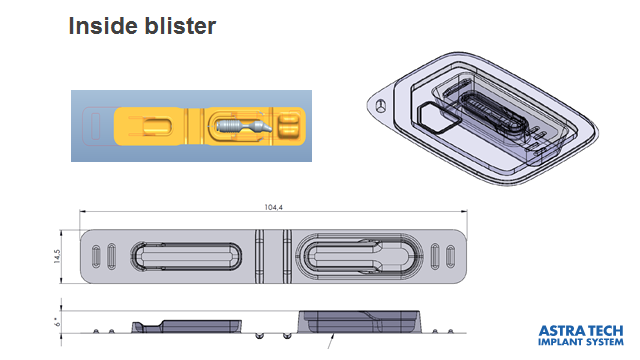 Inside blister
104,4
14,5
6 *
ASTRA TECH
IMPLANT SYSTEM